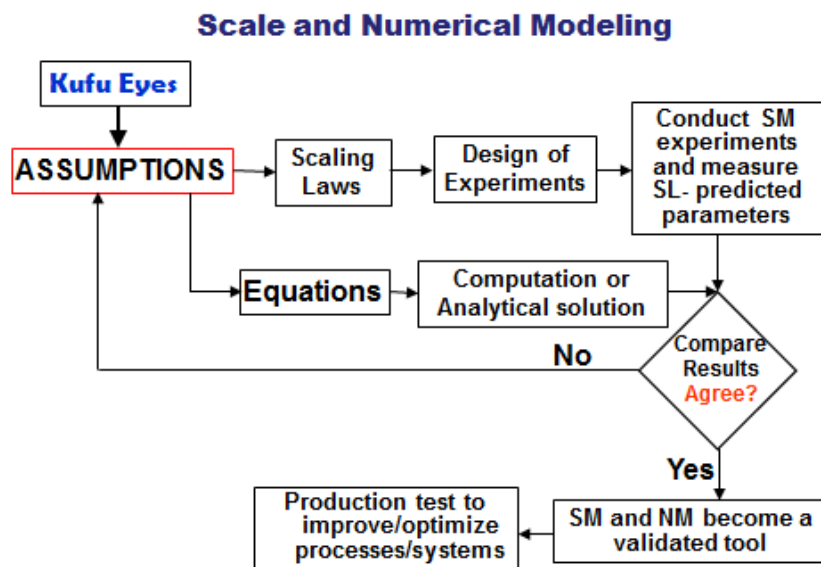 Scale and Numerical Modeling
Kufu Eyes
ASSUMPTIONS
Scaling
Laws
Design of
Experiments
Conduct SM
experiments
and measure
SL- predicted
parameters
Equations
Computation or
Analytical solution
No
Compare
Results
Agree?
Yes
Production test to
improve/optimize
processes/systems
SM and NM become a
validated tool